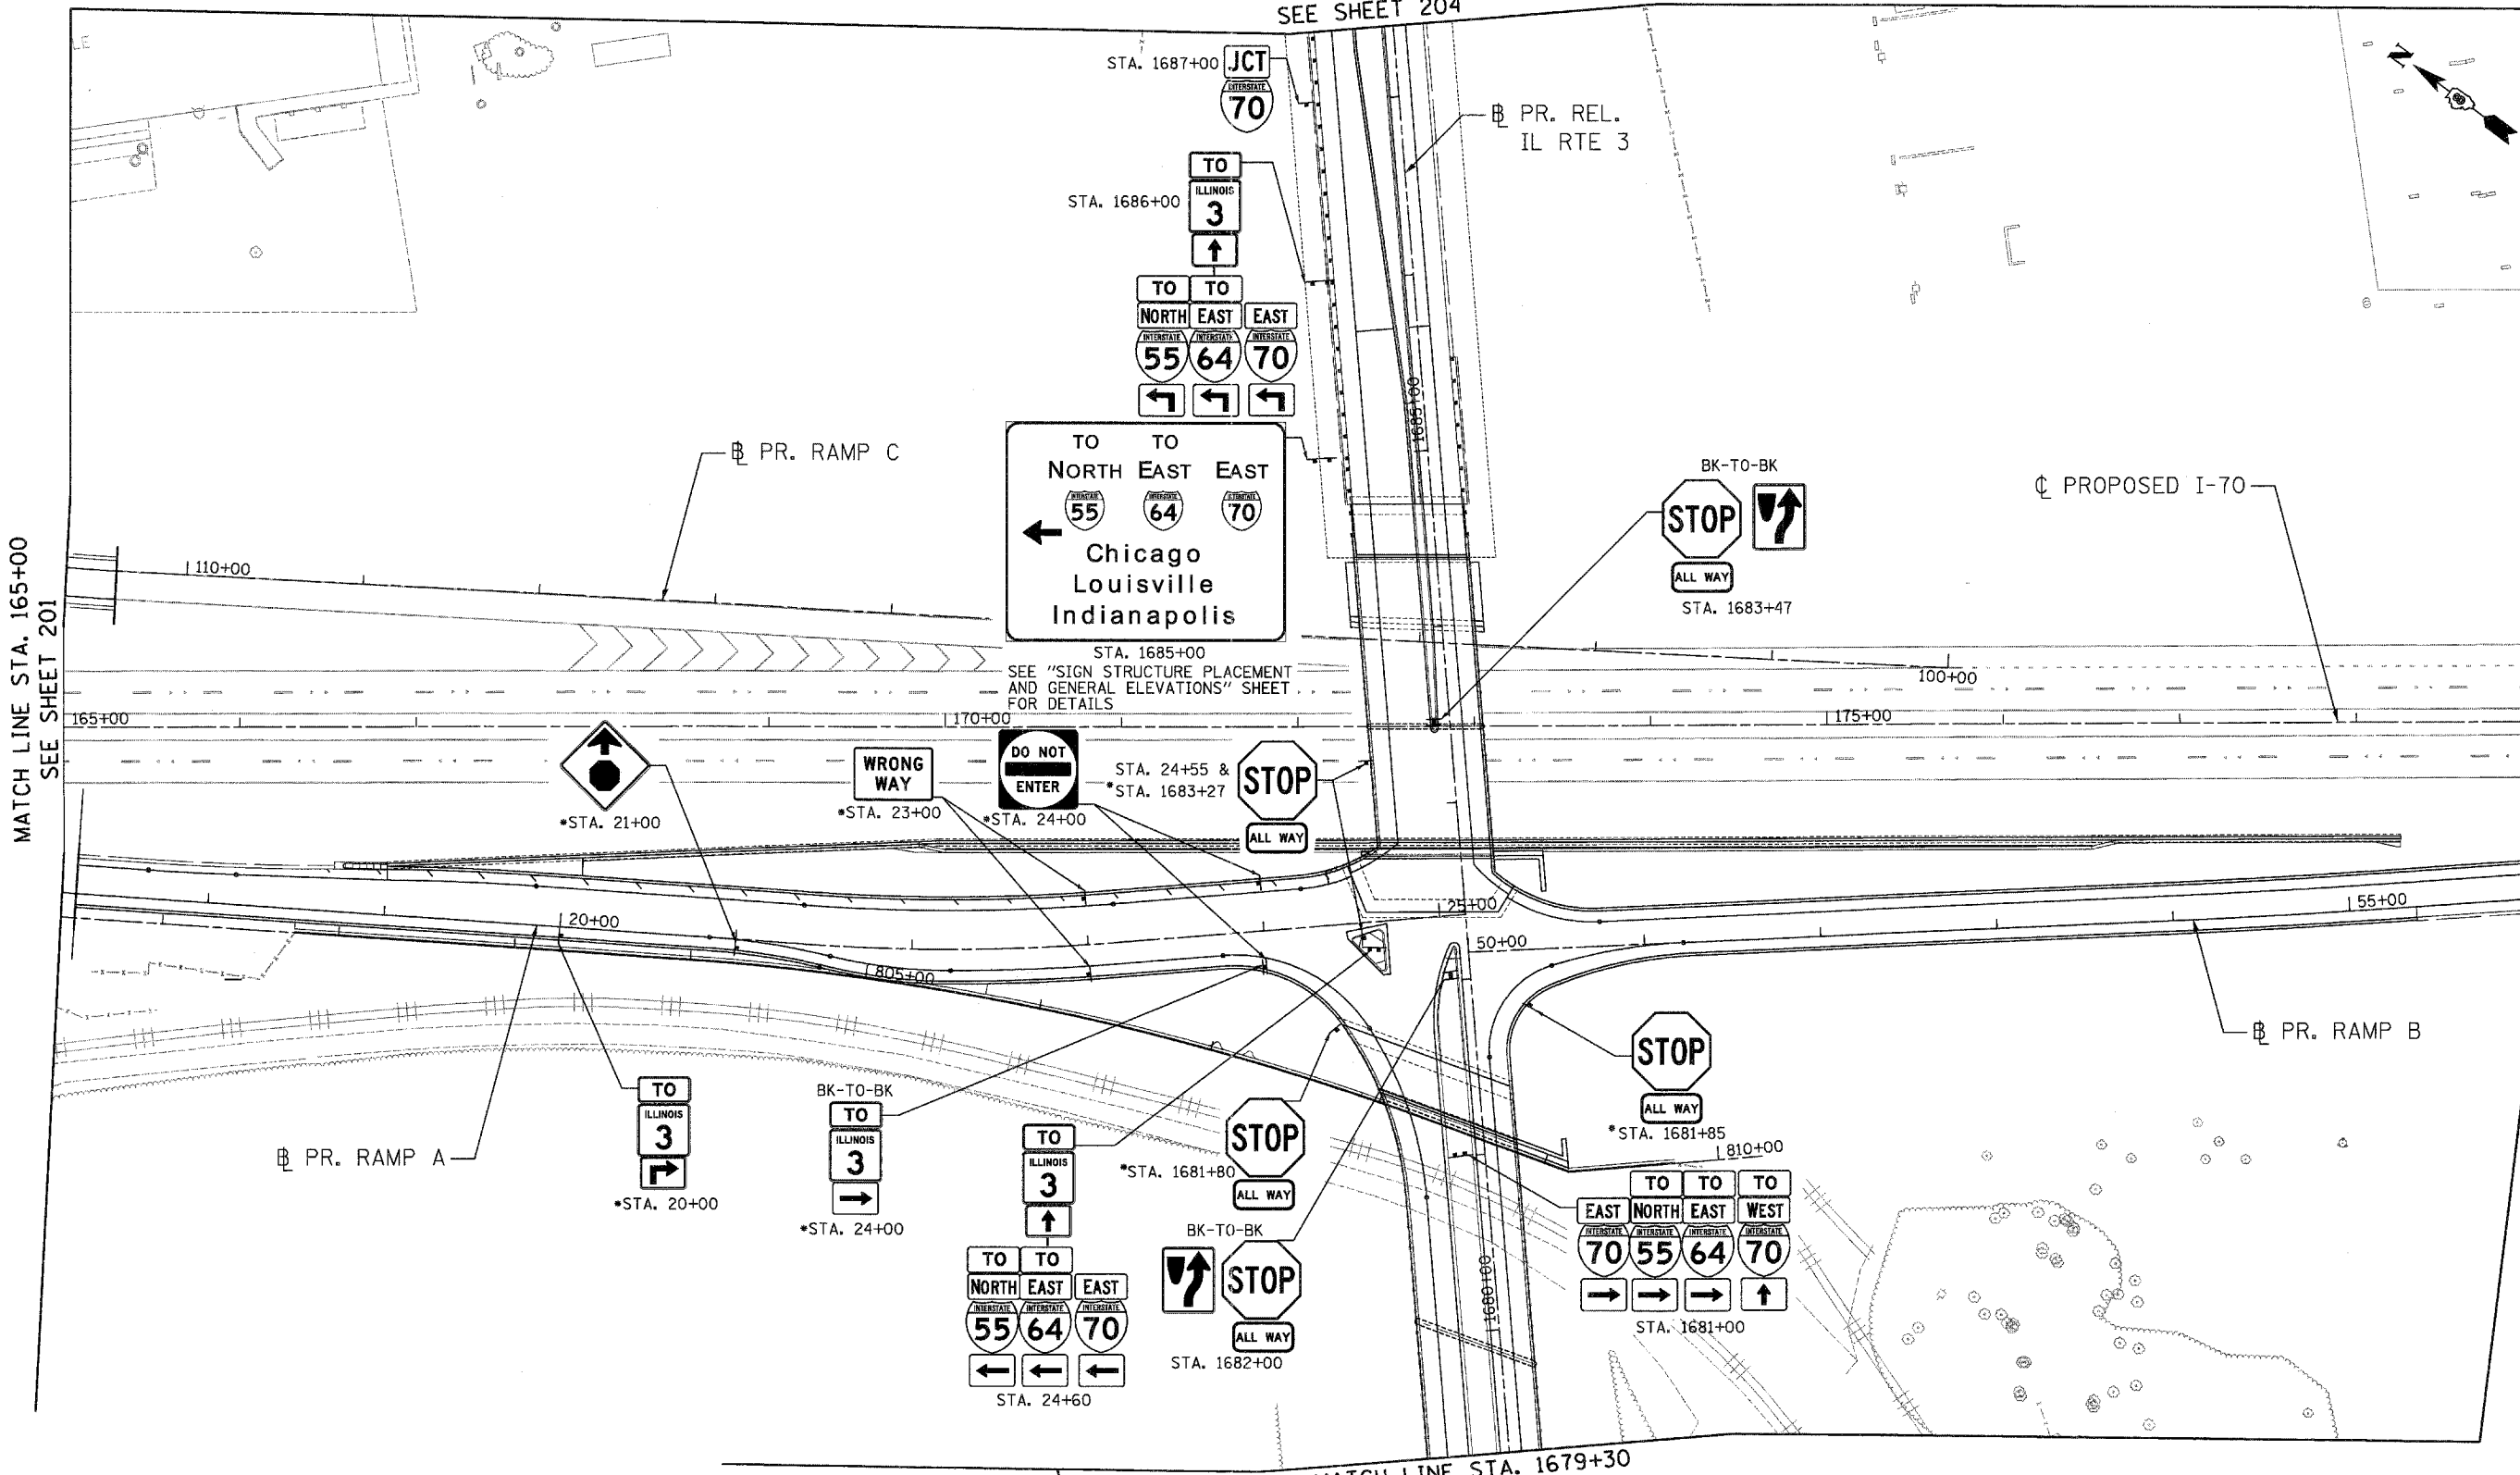 SEE SHEET 204
STA. 1687+00
JCT
INTERSTATE
70
℄ PR. REL.
IL RTE 3
N
TO
ILLINOIS
3
STA. 1686+00
TO TO
NORTH EAST EAST
INTERSTATE INTERSTATE INTERSTATE
55 64 70
1685+00
TO TO
NORTH EAST EAST
INTERSTATE INTERSTATE INTERSTATE
55 64 70
Chicago
Louisville
Indianapolis
STA. 1685+00
SEE "SIGN STRUCTURE PLACEMENT
AND GENERAL ELEVATIONS" SHEET
FOR DETAILS
BK-TO-BK
STOP
ALL WAY
STA. 1683+47
℄ PROPOSED I-70
B PR. RAMP C
110+00
100+00
MATCH LINE STA. 165+00
SEE SHEET 201
165+00
170+00
175+00
*STA. 21+00
WRONG
WAY
*STA. 23+00
DO NOT
ENTER
*STA. 24+00
STA. 24+55 &
*STA. 1683+27
STOP
ALL WAY
20+00
25+00
50+00
55+00
805+00
810+00
B PR. RAMP B
B PR. RAMP A
TO
ILLINOIS
3
*STA. 20+00
BK-TO-BK
TO
ILLINOIS
3
*STA. 24+00
TO
ILLINOIS
3
TO TO
NORTH EAST EAST
INTERSTATE INTERSTATE INTERSTATE
55 64 70
STA. 24+60
STOP
*STA. 1681+80
ALL WAY
BK-TO-BK
STOP
ALL WAY
STA. 1682+00
STOP
ALL WAY
*STA. 1681+85
TO TO TO
EAST NORTH EAST WEST
INTERSTATE INTERSTATE INTERSTATE INTERSTATE
70 55 64 70
STA. 1681+00
1680+00
MATCH LINE STA. 1679+30